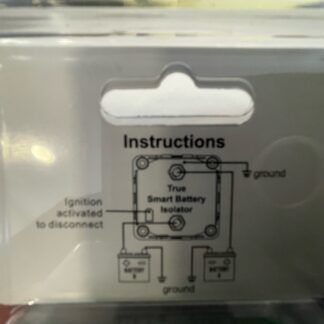 Instructions
True
Smart Battery
Isolator
ground
Ignition
activated
to disconnect
BATTERY
BATTERY
ground